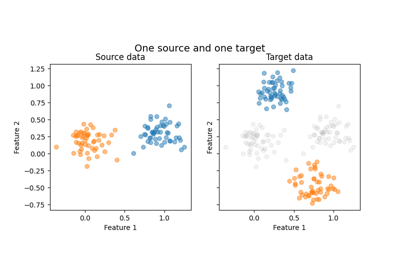 One source and one target
Source data
Target data
1.25
1.00
0.75
0.50
0.25
0.00
−0.25
−0.50
−0.75
Feature 2
Feature 2
0.0 0.5 1.0
0.0 0.5 1.0
Feature 1
Feature 1